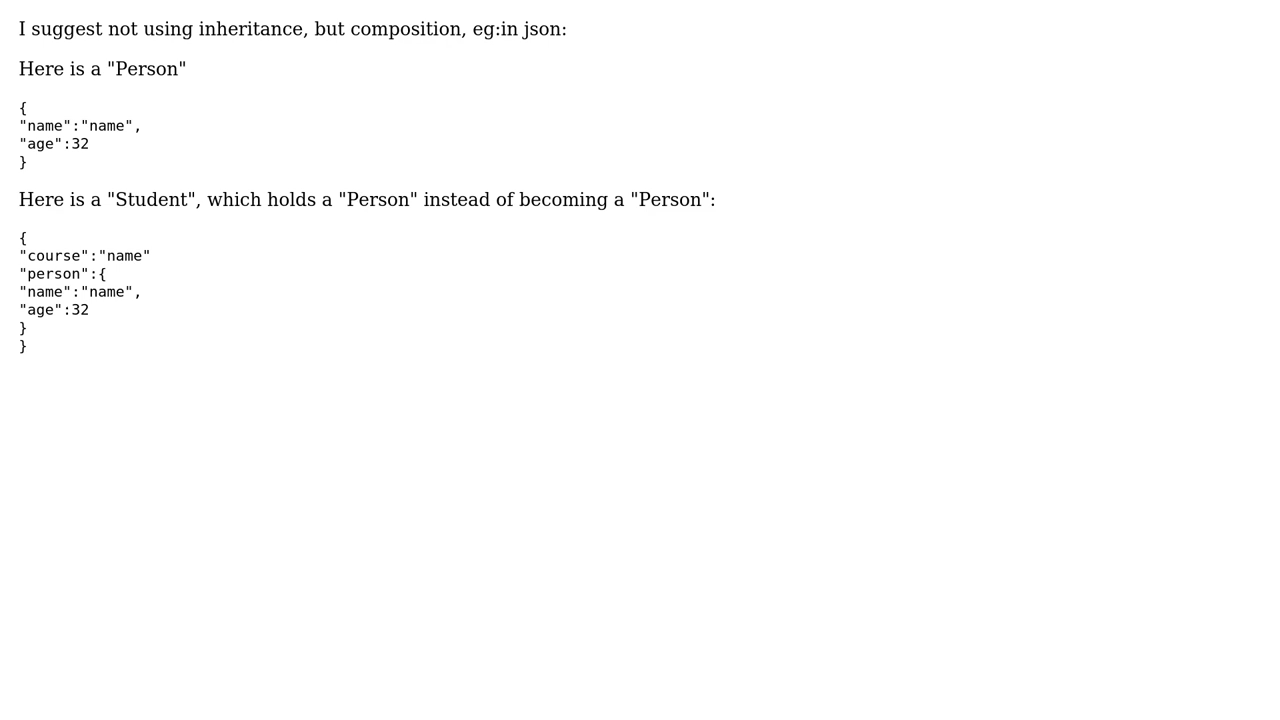 I suggest not using inheritance, but composition, eg:in json:
Here is a "Person"
{
"name":"name",
"age":32
}
Here is a "Student", which holds a "Person" instead of becoming a "Person":
{
"course":"name"
"person":{
"name":"name",
"age":32
}
}